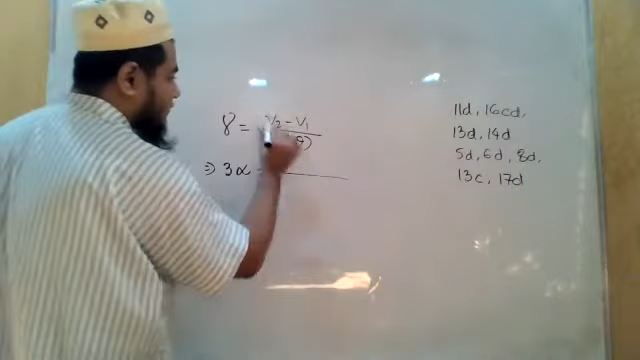 γ = V₂ - V₁
θ)
⇒ 3α
11d, 16cd,
13d, 14d
5d, 6d, 8d,
13c, 17d